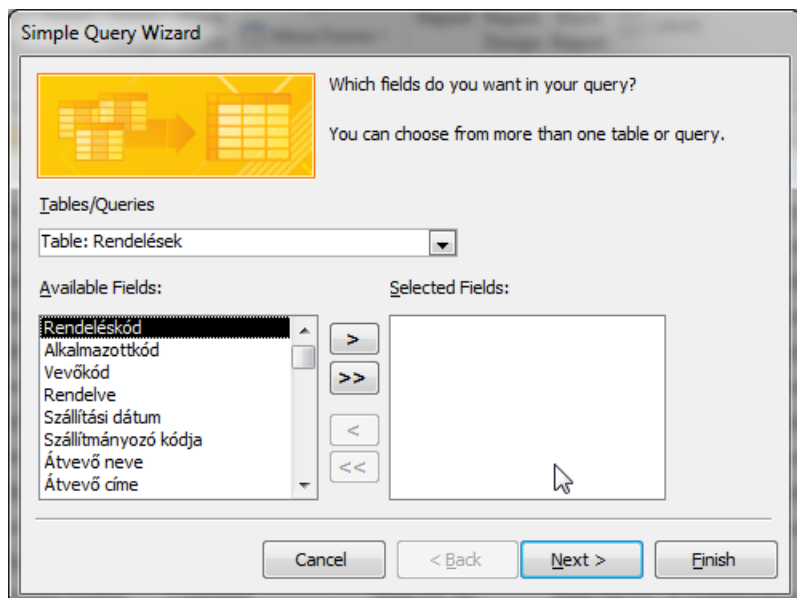 Simple Query Wizard
Which fields do you want in your query?
You can choose from more than one table or query.
Tables/Queries
Table: Rendelések
Available Fields:
Selected Fields:
Rendeléskód
Alkalmazottkód
Vevőkód
Rendelve
Szállítási dátum
Szállítmányozó kódja
Átvevő neve
Átvevő címe
>
>>
<
<<
Cancel
< Back
Next >
Finish